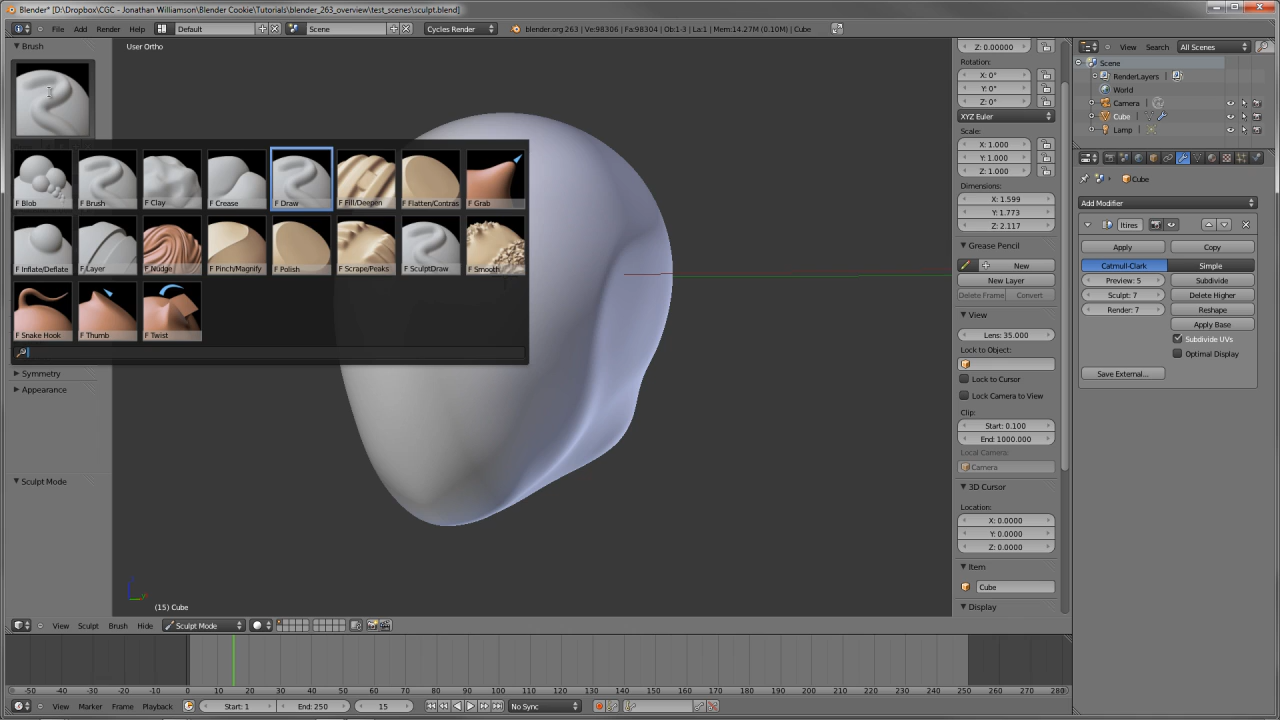 Blender* [D:\Dropbox\CGC - Jonathan Williamson\Blender Cookie\Tutorials\blender_263_overview\test_scenes\sculpt.blend]
File Add Render Help Default Scene Cycles Render blender.org 263 | Ve:98306 | Fa:98304 | Ob:1-3 | La:1 | Mem:14.27M (0.10M) | Cube
View Search All Scenes
Brush
User Ortho
Z: 0.00000
Rotation:
X: 0°
Y: 0°
Z: 0°
XYZ Euler
Scale:
X: 1.000
Y: 1.000
Z: 1.000
Dimensions:
X: 1.599
Y: 1.773
Z: 2.117
Grease Pencil
New
New Layer
Delete Frame Convert
View
Lens: 35.000
Lock to Object:
Lock to Cursor
Lock Camera to View
Clip:
Start: 0.100
End: 1000.000
Local Camera:
Camera
3D Cursor
Location:
X: 0.0000
Y: 0.0000
Z: 0.0000
Item
Cube
Display
Scene
RenderLayers
World
Camera
Cube
Lamp
Cube
Add Modifier
ltires
Apply Copy
Catmull-Clark Simple
Preview: 5 Subdivide
Sculpt: 7 Delete Higher
Render: 7 Reshape
Apply Base
Subdivide UVs
Optimal Display
Save External...
F Blob F Brush F Clay F Crease F Draw F Fill/Deepen F Flatten/Contras F Grab
F Inflate/Deflate F Layer F Nudge F Pinch/Magnify F Polish F Scrape/Peaks F SculptDraw F Smooth
F Snake Hook F Thumb F Twist
Symmetry
Appearance
Sculpt Mode
(15) Cube
View Sculpt Brush Hide Sculpt Mode
-50 -40 -30 -20 -10 0 10 20 30 40 50 60 70 80 90 100 110 120 130 140 150 160 170 180 190 200 210 220 230 240 250 260 270 280
View Marker Frame Playback Start: 1 End: 250 15 No Sync